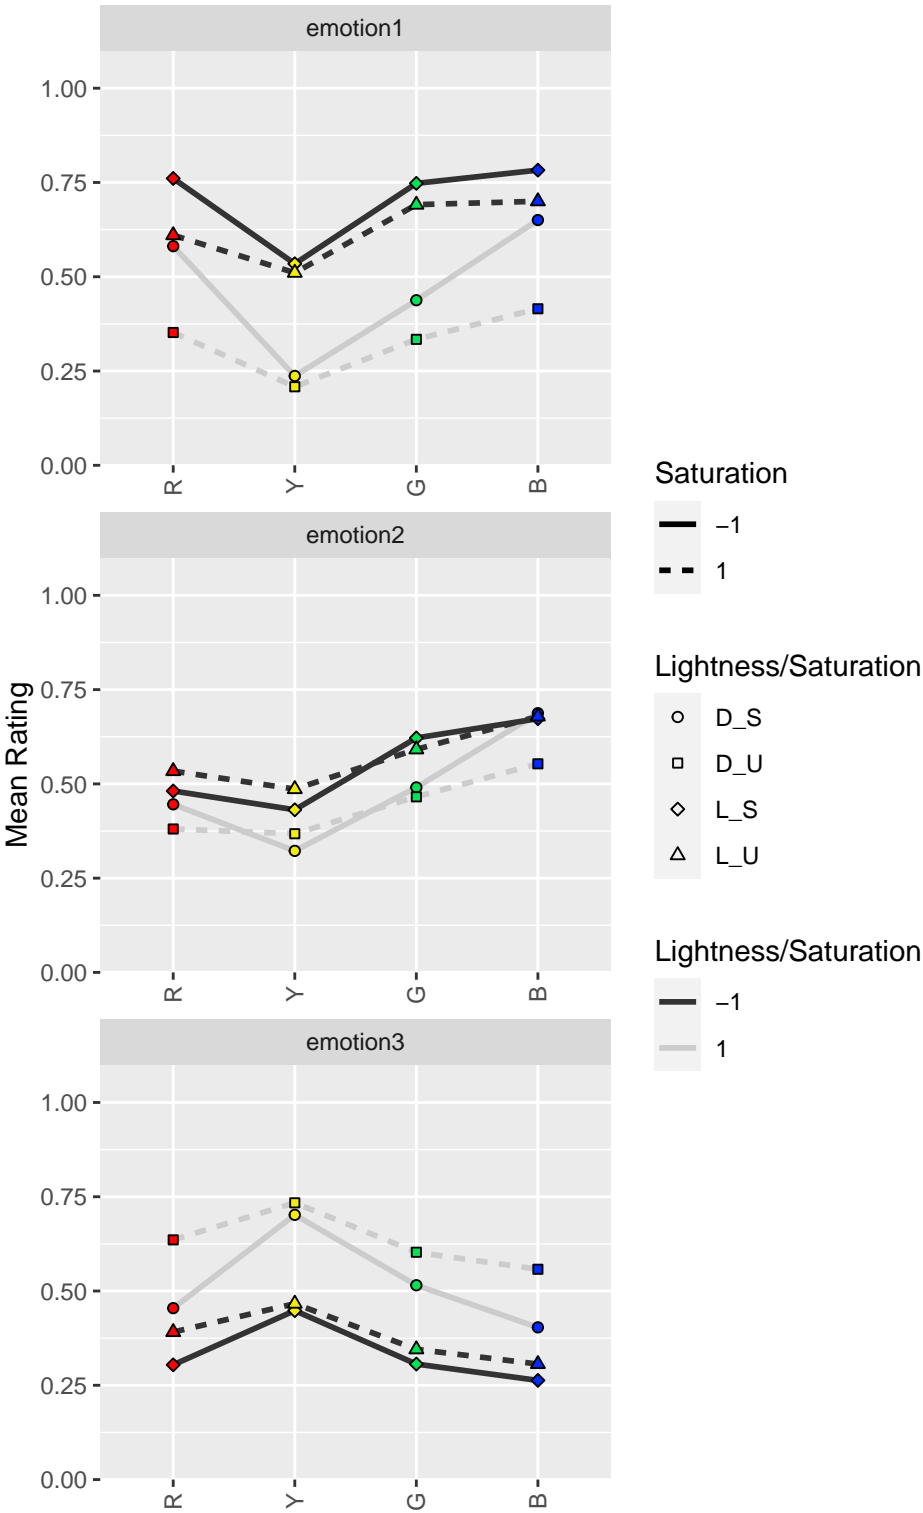 emotion1
1.00
0.75
0.50
0.25
0.00
R Y G B
emotion2
1.00
0.75
0.50
0.25
0.00
R Y G B
emotion3
1.00
0.75
0.50
0.25
0.00
R Y G B
Mean Rating
Saturation
−1
1
Lightness/Saturation
D_S
D_U
L_S
L_U
Lightness/Saturation
−1
1